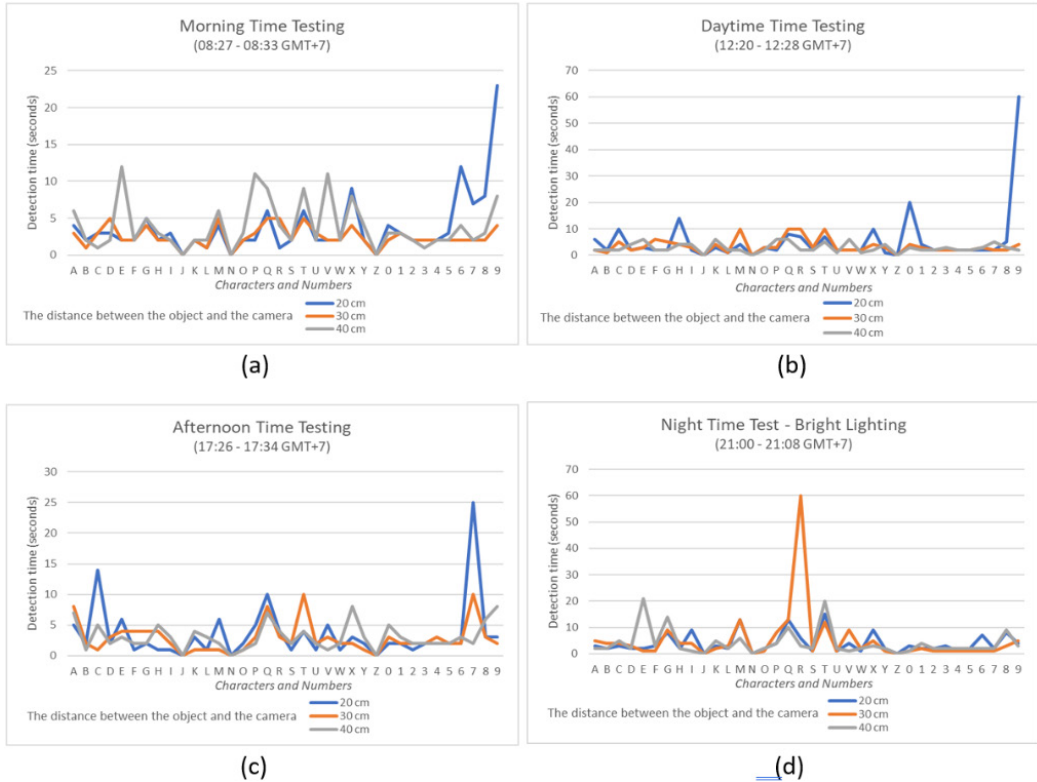 Morning Time Testing
(08:27 - 08:33 GMT+7)
Detection time (seconds)
25
20
15
10
5
0
A B C D E F G H I J K L M N O P Q R S T U V W X Y Z 0 1 2 3 4 5 6 7 8 9
Characters and Numbers
The distance between the object and the camera
20 cm
30 cm
40 cm
(a)
Daytime Time Testing
(12:20 - 12:28 GMT+7)
Detection time (seconds)
70
60
50
40
30
20
10
0
A B C D E F G H I J K L M N O P Q R S T U V W X Y Z 0 1 2 3 4 5 6 7 8 9
Characters and Numbers
The distance between the object and the camera
20 cm
30 cm
40 cm
(b)
Afternoon Time Testing
(17:26 - 17:34 GMT+7)
Detection time (seconds)
30
25
20
15
10
5
0
A B C D E F G H I J K L M N O P Q R S T U V W X Y Z 0 1 2 3 4 5 6 7 8 9
Characters and Numbers
The distance between the object and the camera
20 cm
30 cm
40 cm
(c)
Night Time Test - Bright Lighting
(21:00 - 21:08 GMT+7)
Detection time (seconds)
70
60
50
40
30
20
10
0
A B C D E F G H I J K L M N O P Q R S T U V W X Y Z 0 1 2 3 4 5 6 7 8 9
Characters and Numbers
The distance between the object and the camera
20 cm
30 cm
40 cm
(d)